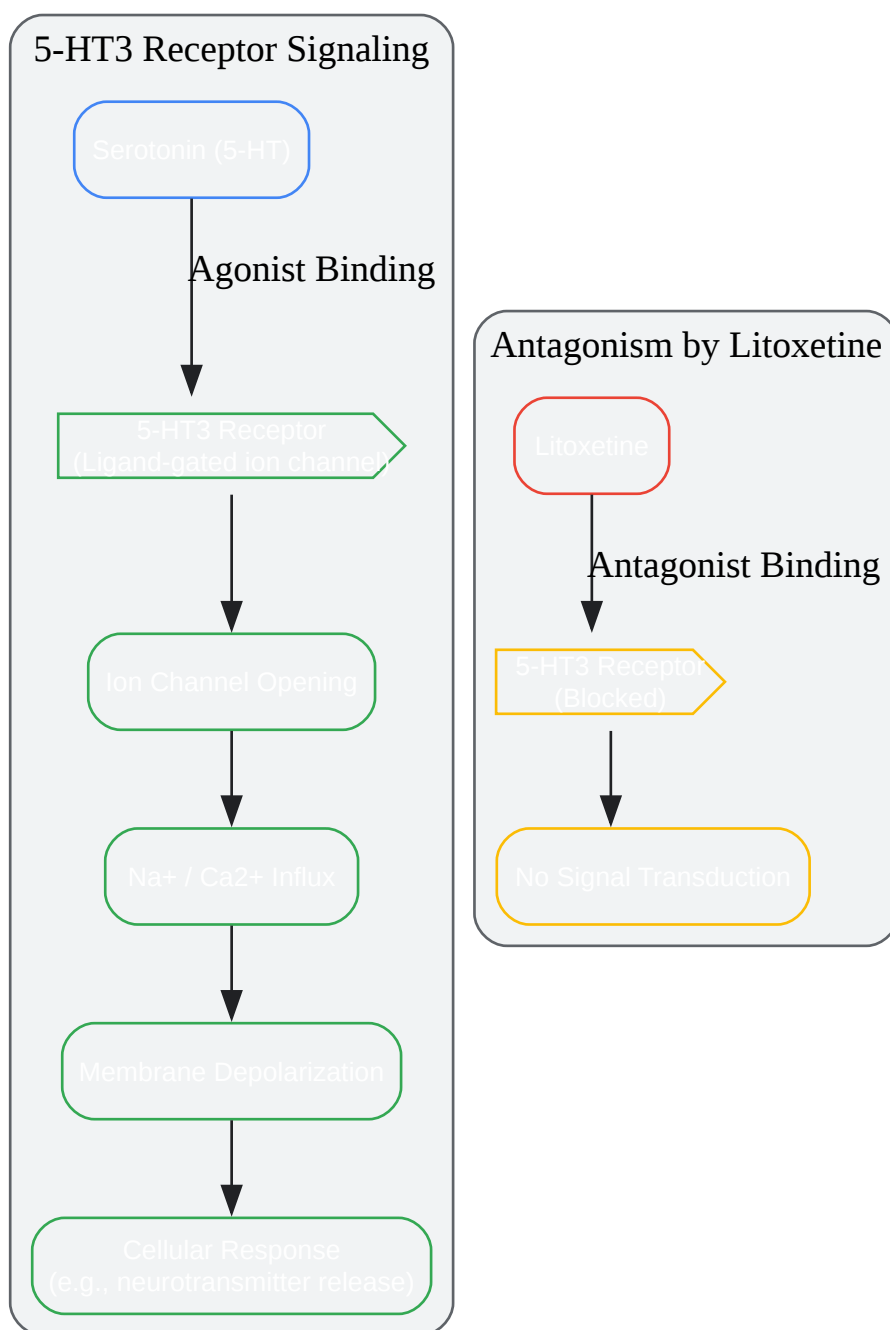 5-HT3 Receptor Signaling
Serotonin (5-HT)
Agonist Binding
5-HT3 Receptor
(Ligand-gated ion channel)
Ion Channel Opening
Na+ / Ca2+ Influx
Membrane Depolarization
Cellular Response
(e.g., neurotransmitter release)
Antagonism by Litoxetine
Litoxetine
Antagonist Binding
5-HT3 Receptor
(Blocked)
No Signal Transduction